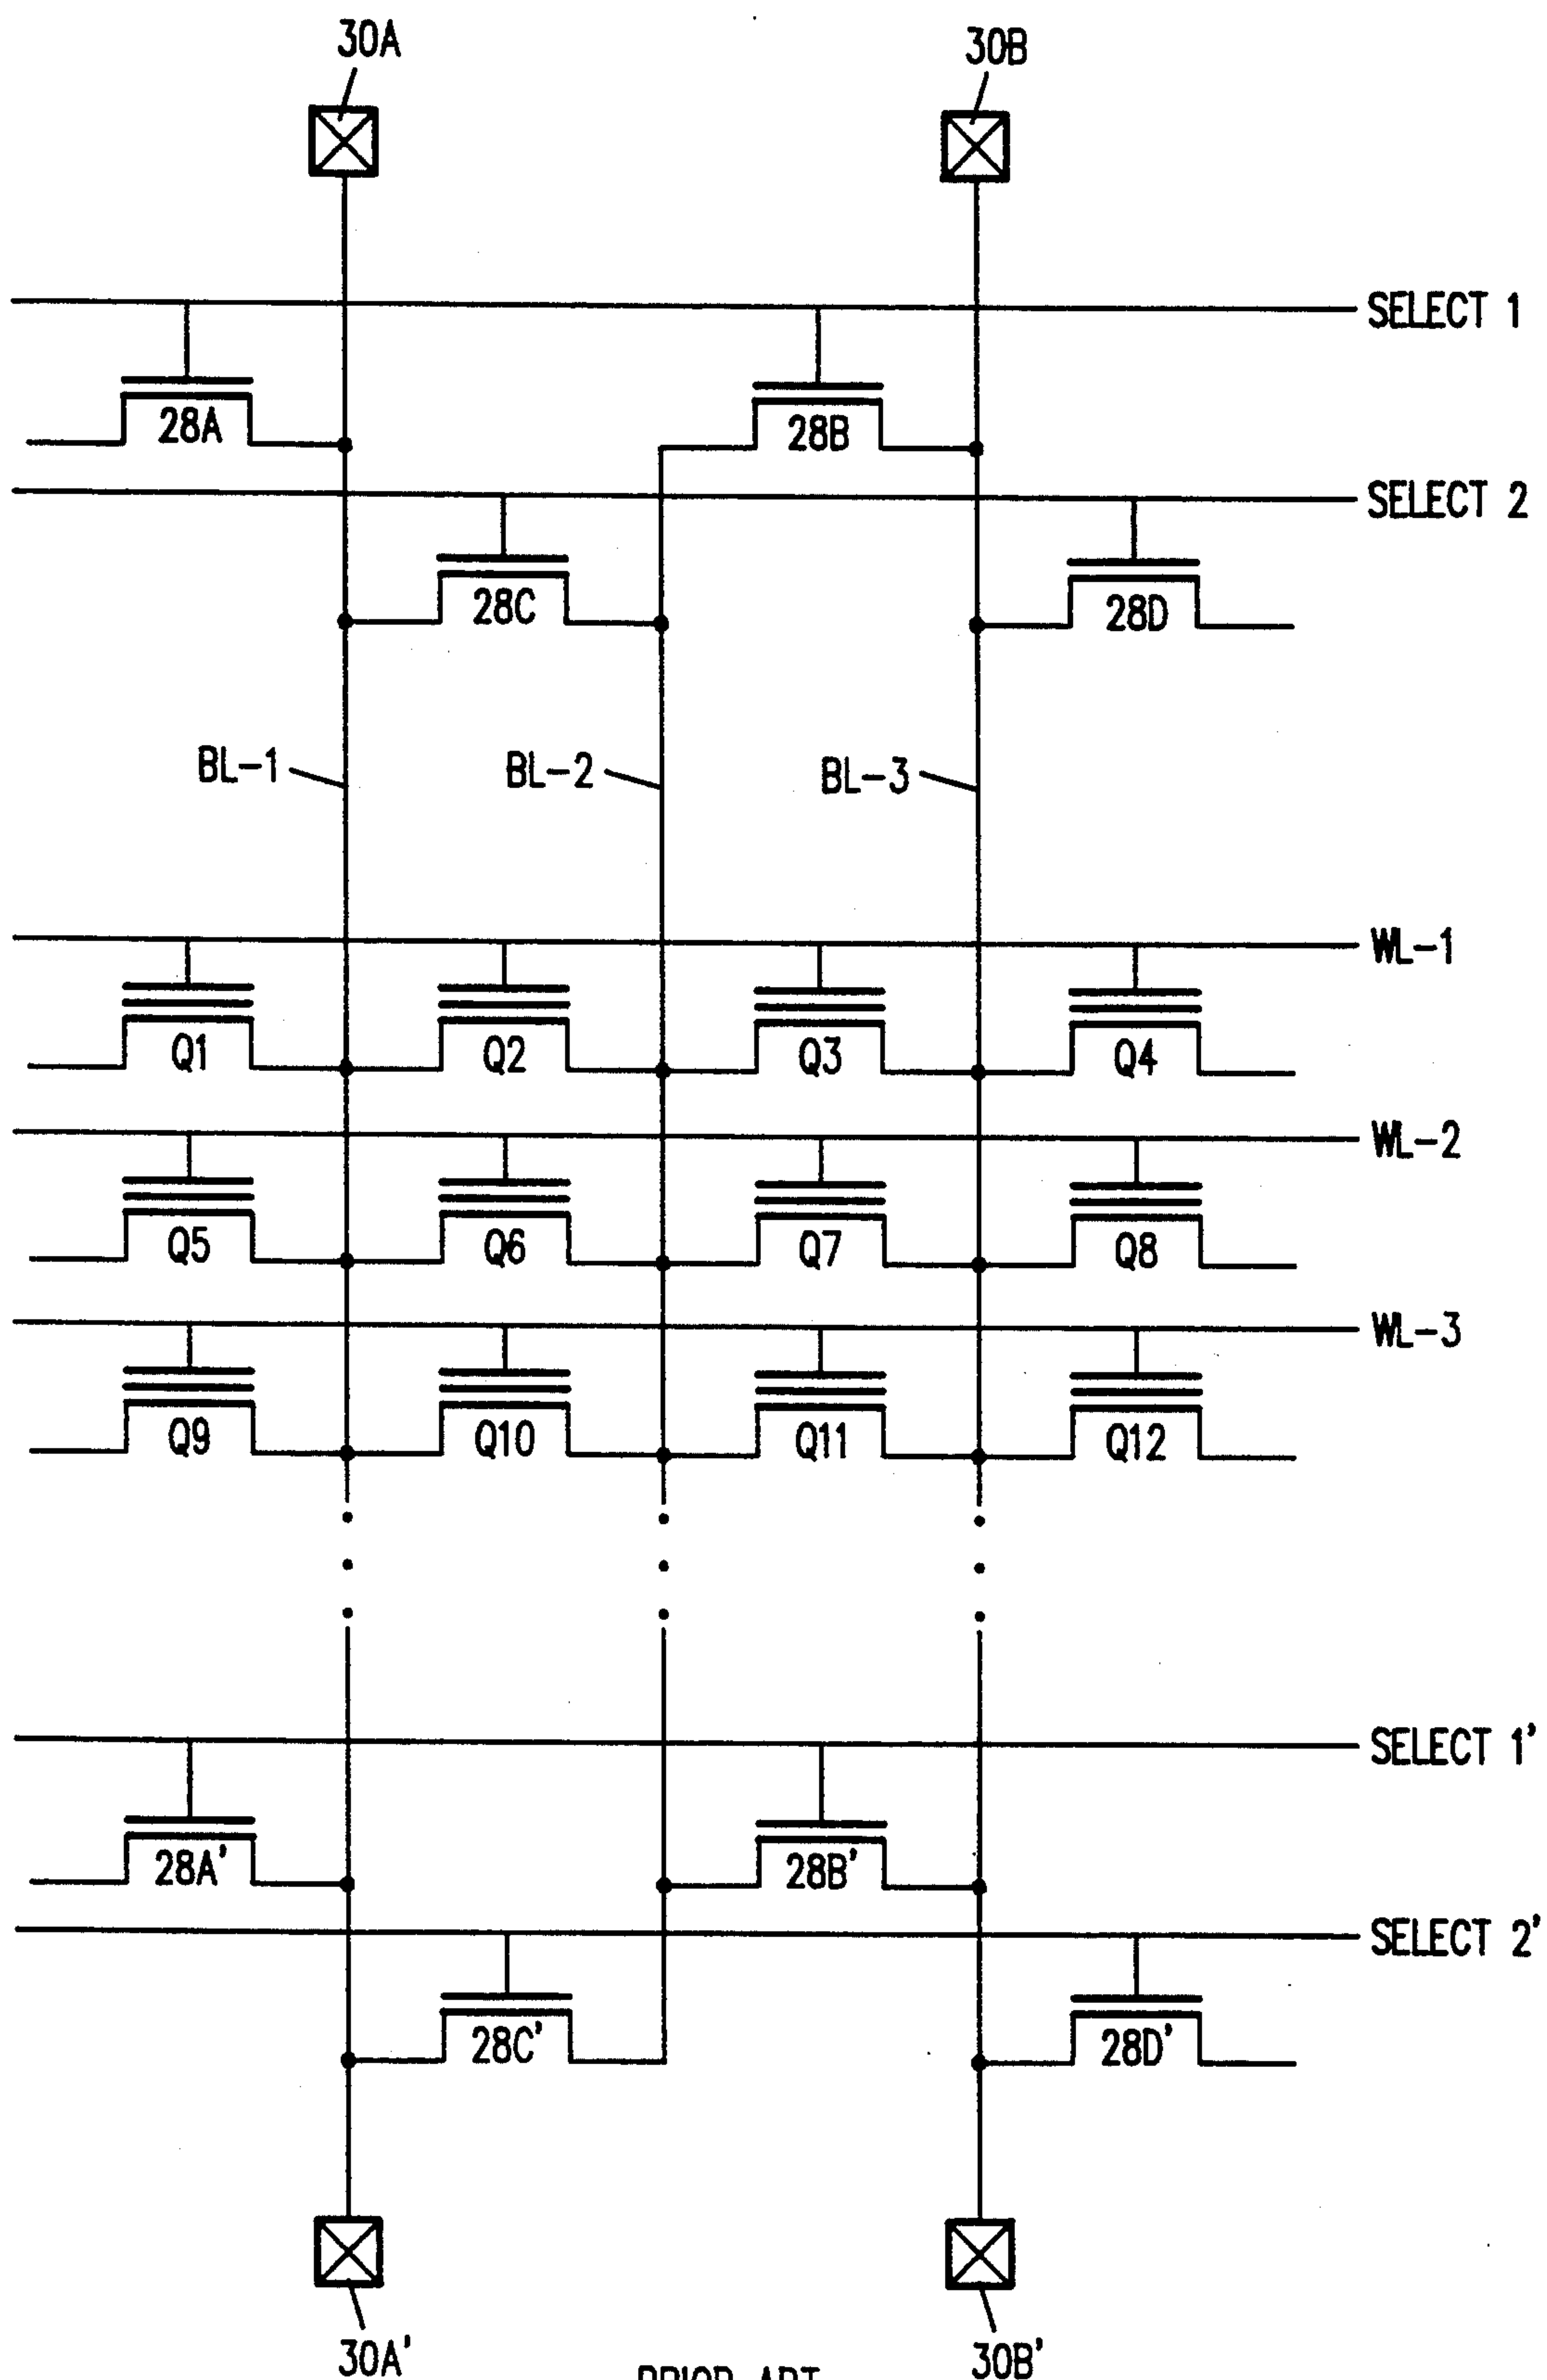 30A 30B
SELECT 1
28A 28B
SELECT 2
28C 28D
BL-1 BL-2 BL-3
WL-1
Q1 Q2 Q3 Q4
WL-2
Q5 Q6 Q7 Q8
WL-3
Q9 Q10 Q11 Q12
SELECT 1'
28A' 28B'
SELECT 2'
28C' 28D'
30A' 30B'
PRIOR ART